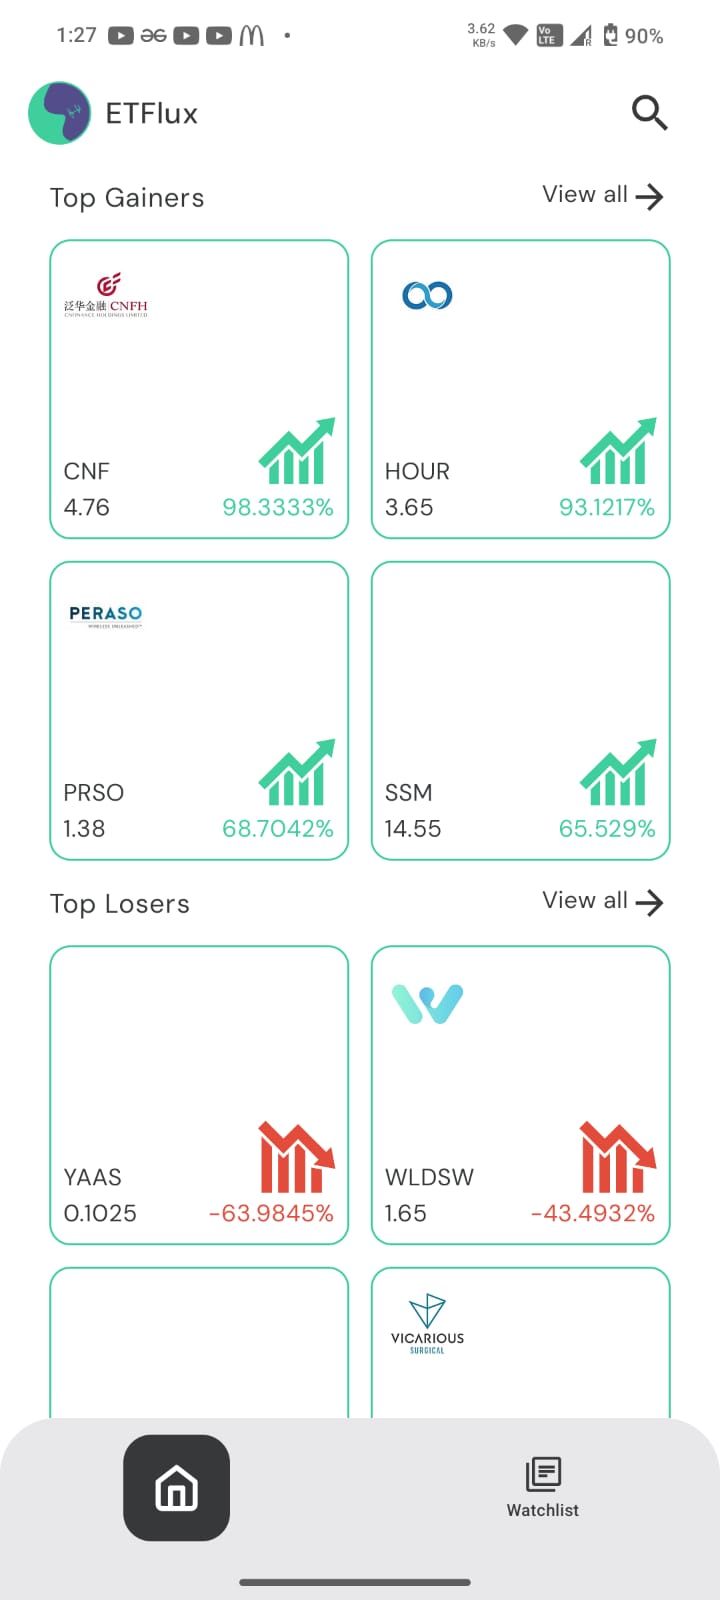 1:27
3.62
KB/s
Vo
LTE
R
90%
ETFlux
Top Gainers
View all
泛华金融 CNFH
CNFINANCE HOLDINGS LIMITED
CNF
4.76
98.3333%
HOUR
3.65
93.1217%
PERASO
WIRELESS UNLEASHED™
PRSO
1.38
68.7042%
SSM
14.55
65.529%
Top Losers
View all
YAAS
0.1025
-63.9845%
WLDSW
1.65
-43.4932%
VICARIOUS
SURGICAL
Watchlist